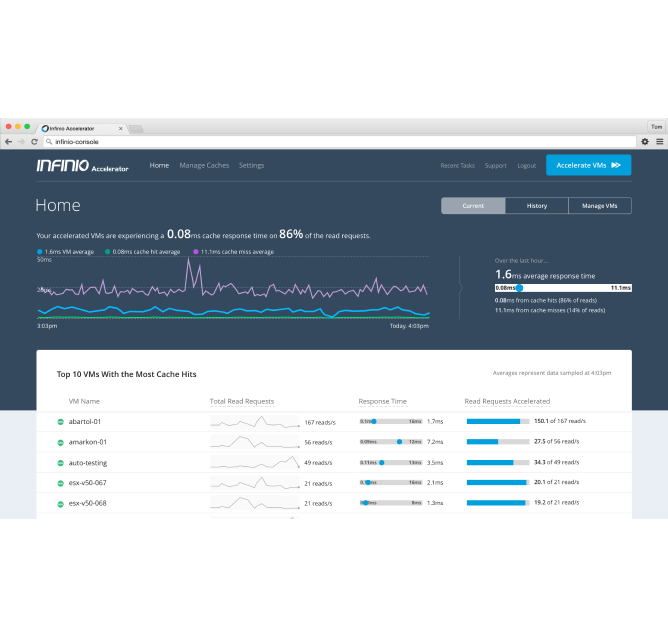 Infinio Accelerator
Tom
infinio-console
INFINIO Accelerator
Home Manage Caches Settings
Recent Tasks Support Logout Accelerate VMs
Home
Current History Manage VMs
Your accelerated VMs are experiencing a 0.08ms cache response time on 86% of the read requests.
1.6ms VM average 0.08ms cache hit average 11.1ms cache miss average
50ms
3:03pm Today, 4:03pm
Over the last hour...
1.6ms average response time
0.08ms 11.1ms
0.08ms from cache hits (86% of reads)
11.1ms from cache misses (14% of reads)
Top 10 VMs With the Most Cache Hits
Averages represent data sampled at 4:03pm
VM Name Total Read Requests Response Time Read Requests Accelerated
abartol-01 167 reads/s 16ms 1.7ms 150.1 of 167 reads/s
amarkon-01 56 reads/s 0.09ms 12ms 7.2ms 27.5 of 56 reads/s
auto-testing 49 reads/s 0.11ms 13ms 3.5ms 34.3 of 49 reads/s
esx-v50-067 21 reads/s 16ms 2.1ms 20.1 of 21 reads/s
esx-v50-068 21 reads/s 8ms 1.3ms 19.2 of 21 reads/s